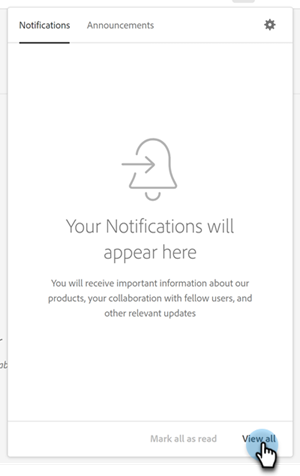 Notifications Announcements
Your Notifications will
appear here
You will receive important information about our
products, your collaboration with fellow users, and
other relevant updates
ab
Mark all as read View all